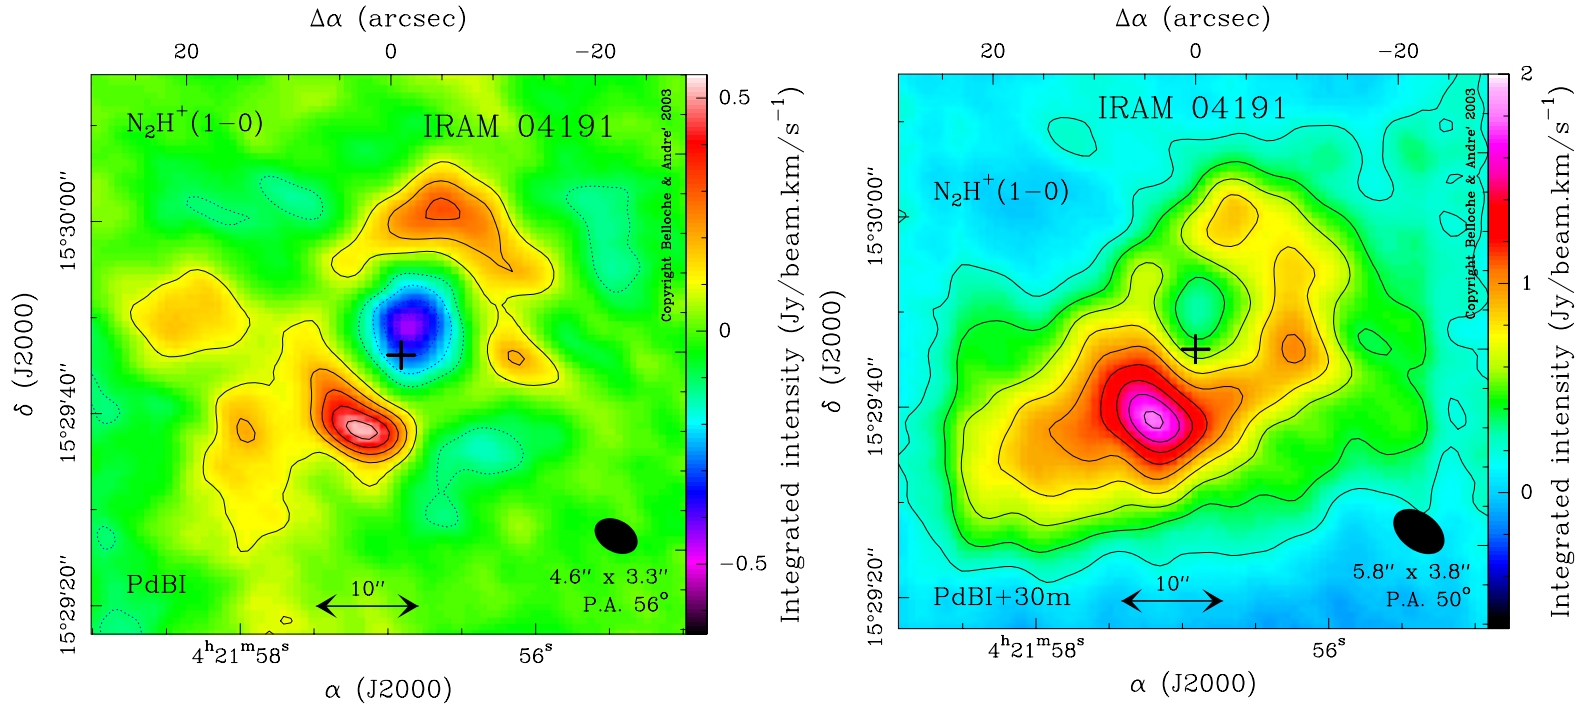 Δα (arcsec)
20 0 −20
N₂H⁺(1−0)
IRAM 04191
Copyright Belloche & Andre' 2003
0.5
0
−0.5
Integrated intensity (Jy/beam.km/s⁻¹)
δ (J2000)
15°30'00"
15°29'40"
15°29'20"
PdBI
10"
4.6" x 3.3"
P.A. 56°
4ʰ21ᵐ58ˢ 56ˢ
α (J2000)
Δα (arcsec)
20 0 −20
IRAM 04191
N₂H⁺(1−0)
Copyright Belloche & Andre' 2003
2
1
0
Integrated intensity (Jy/beam.km/s⁻¹)
δ (J2000)
15°30'00"
15°29'40"
15°29'20"
PdBI+30m
10"
5.8" x 3.8"
P.A. 50°
4ʰ21ᵐ58ˢ 56ˢ
α (J2000)